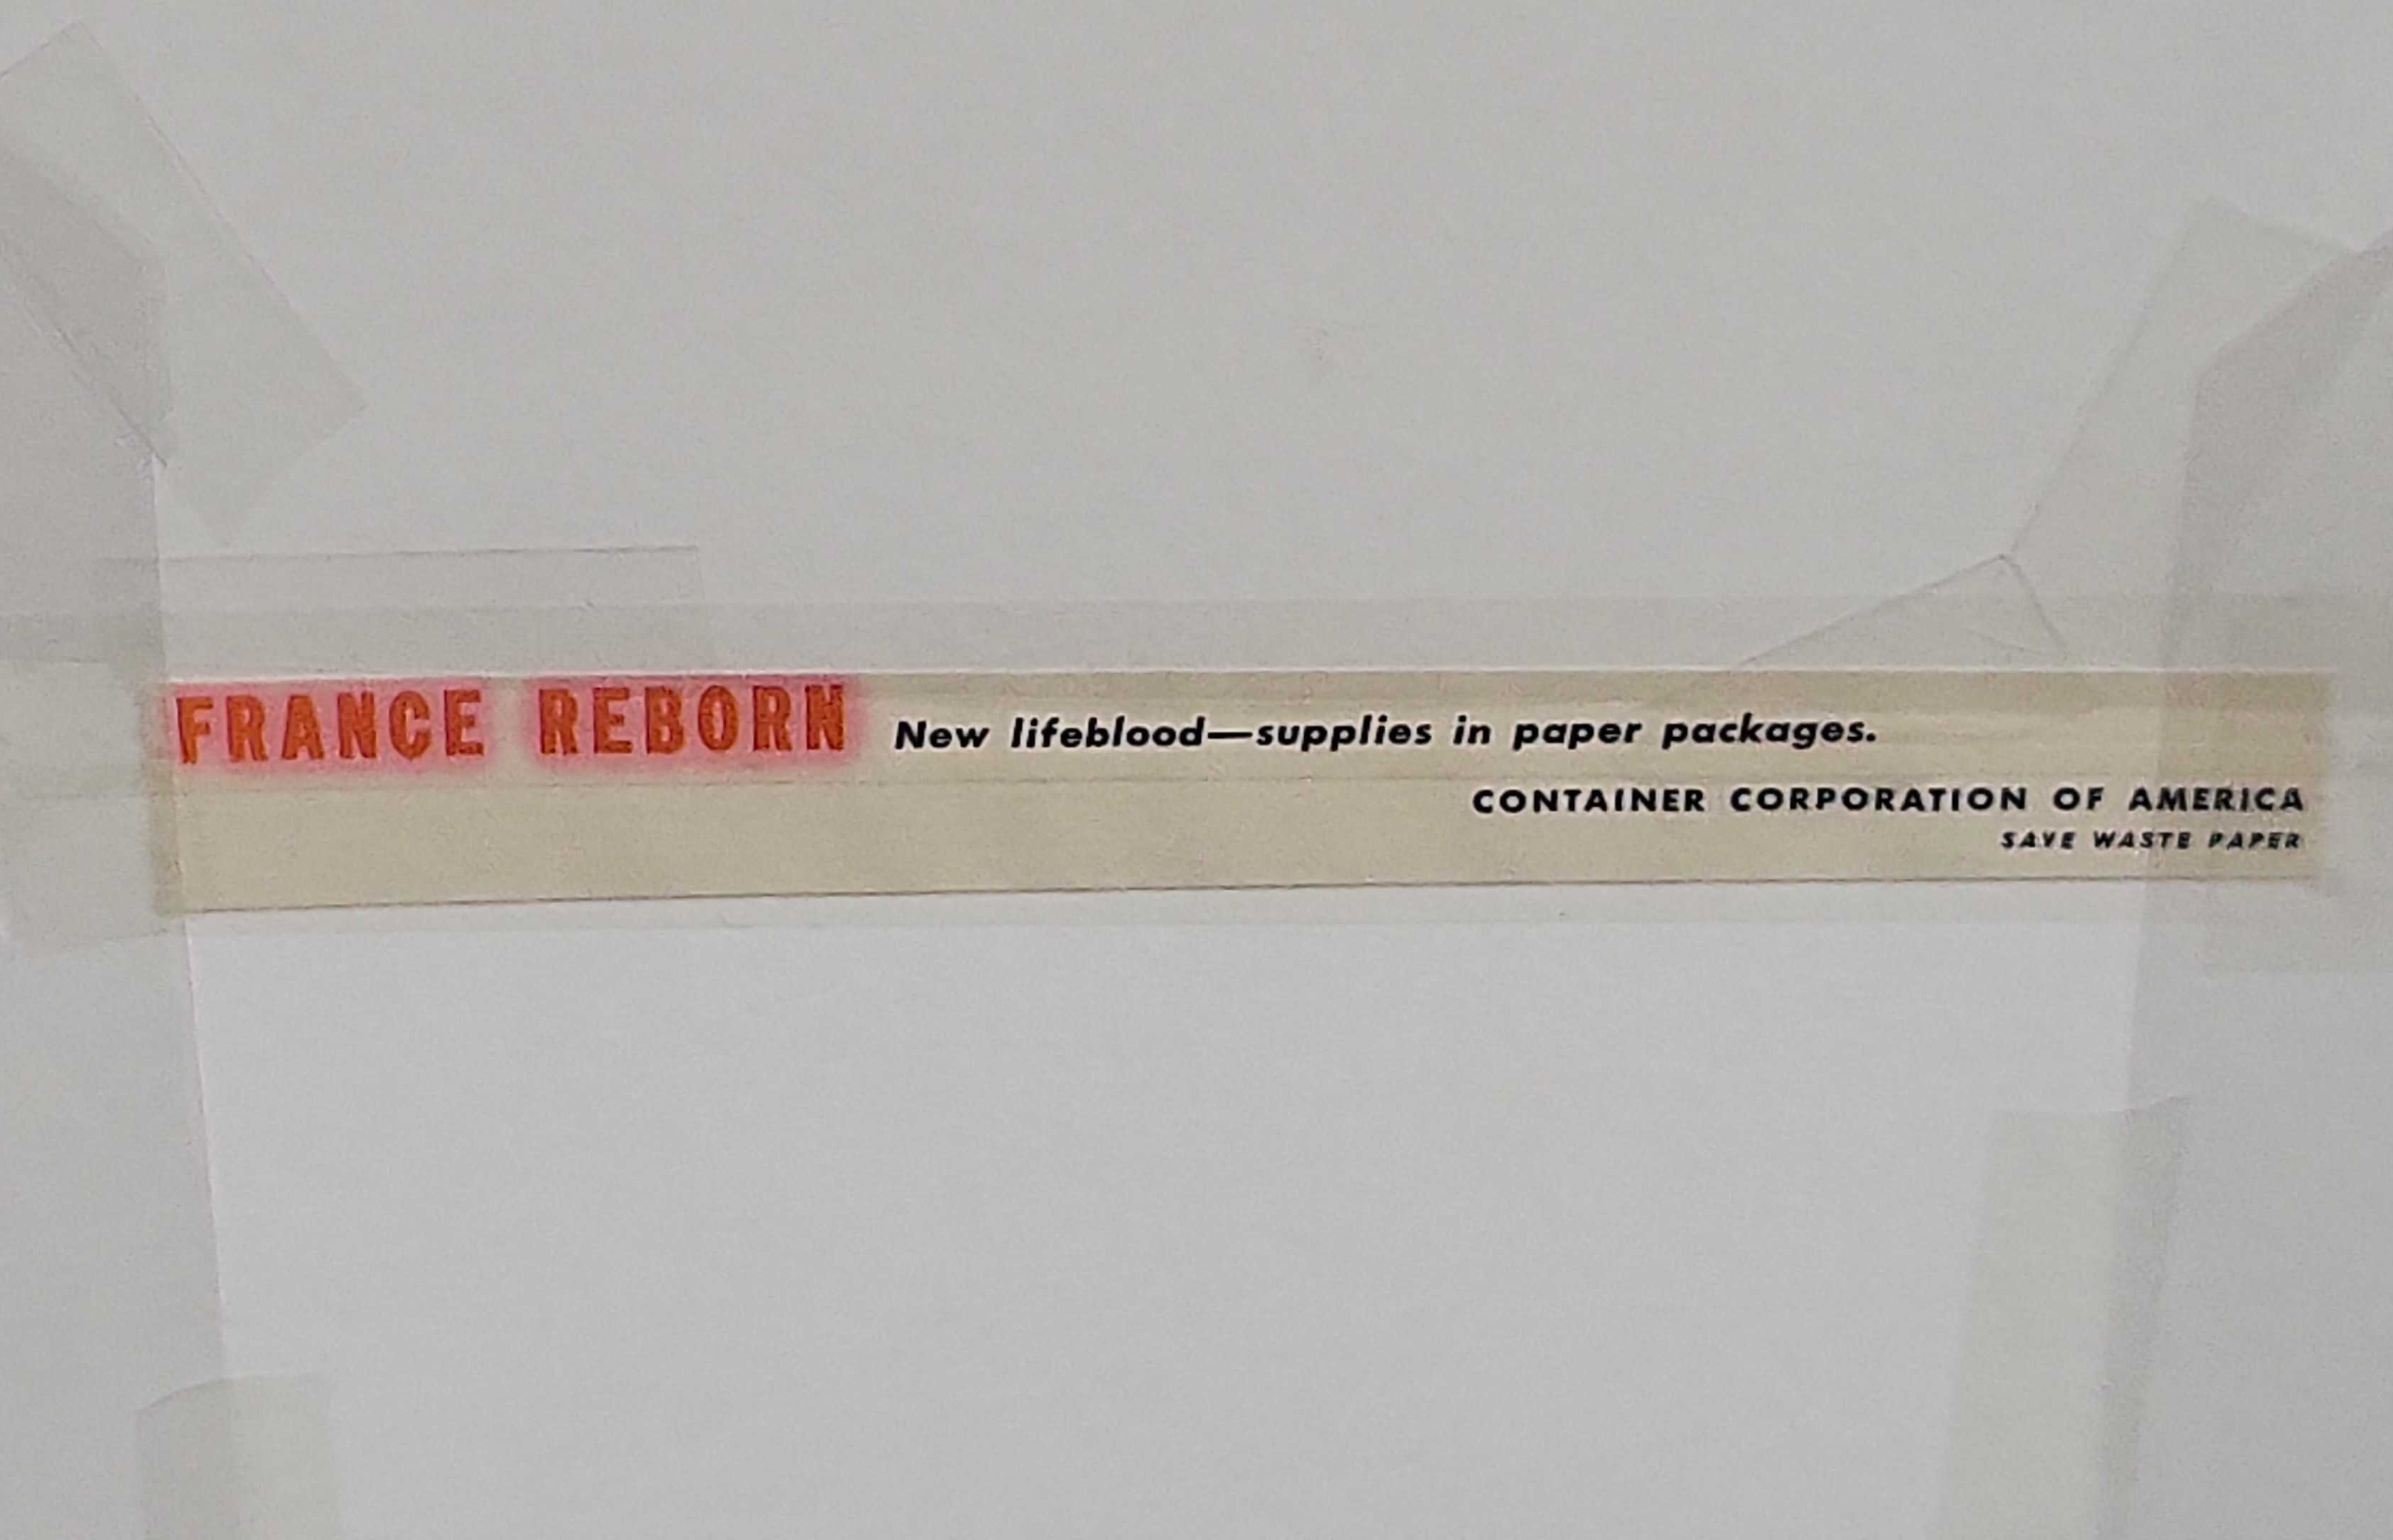 FRANCE REBORN New lifeblood—supplies in paper packages.
CONTAINER CORPORATION OF AMERICA
SAVE WASTE PAPER